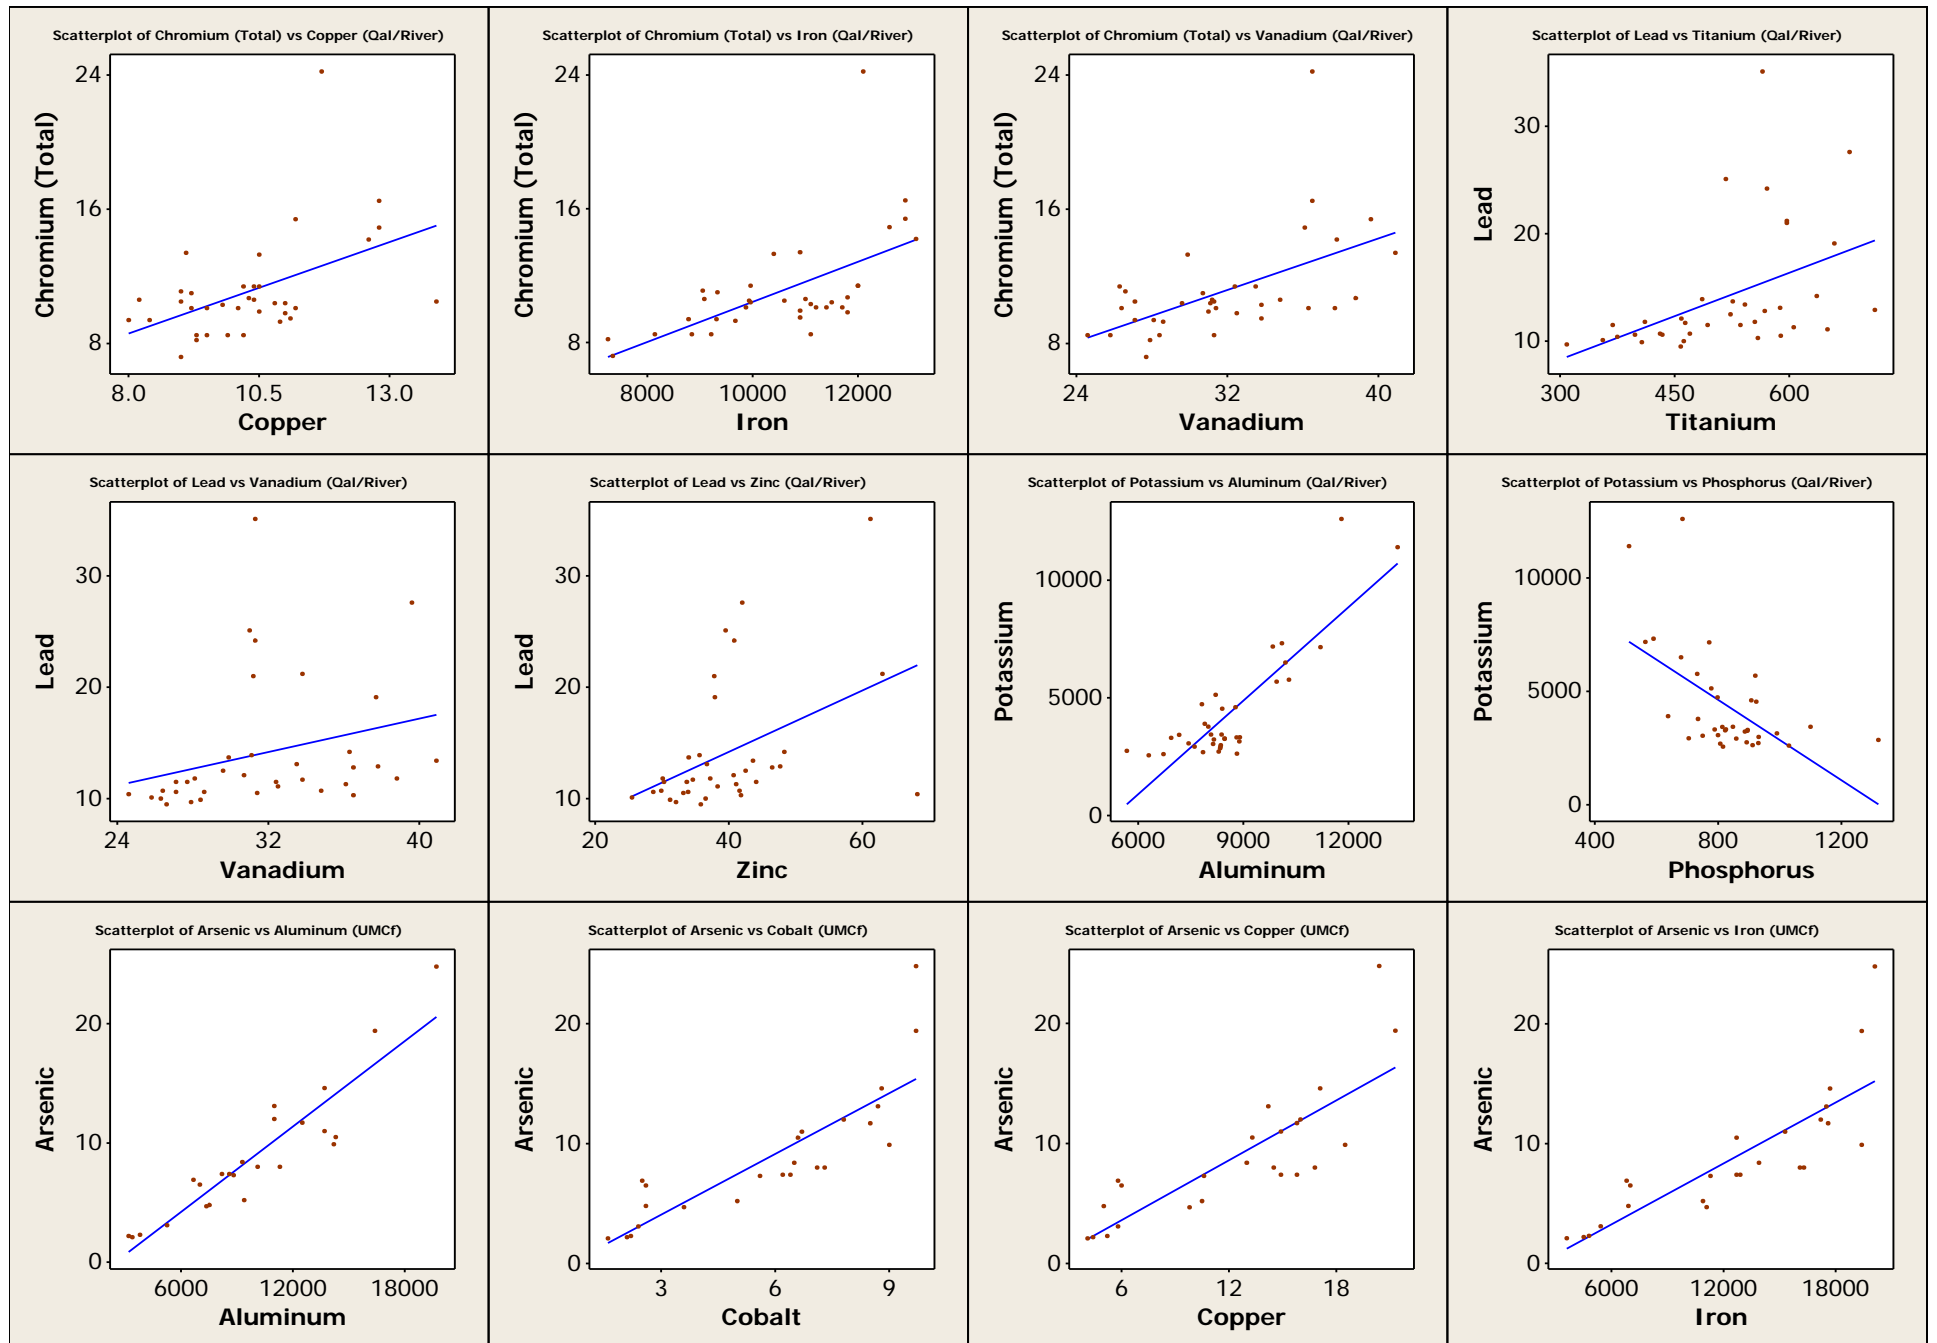 Scatterplot of Chromium (Total) vs Copper (Qal/River)
Chromium (Total)
24
16
8
8.0 10.5 13.0
Copper
Scatterplot of Chromium (Total) vs Iron (Qal/River)
Chromium (Total)
24
16
8
8000 10000 12000
Iron
Scatterplot of Chromium (Total) vs Vanadium (Qal/River)
Chromium (Total)
24
16
8
24 32 40
Vanadium
Scatterplot of Lead vs Titanium (Qal/River)
Lead
30
20
10
300 450 600
Titanium
Scatterplot of Lead vs Vanadium (Qal/River)
Lead
30
20
10
24 32 40
Vanadium
Scatterplot of Lead vs Zinc (Qal/River)
Lead
30
20
10
20 40 60
Zinc
Scatterplot of Potassium vs Aluminum (Qal/River)
Potassium
10000
5000
0
6000 9000 12000
Aluminum
Scatterplot of Potassium vs Phosphorus (Qal/River)
Potassium
10000
5000
0
400 800 1200
Phosphorus
Scatterplot of Arsenic vs Aluminum (UMCf)
Arsenic
20
10
0
6000 12000 18000
Aluminum
Scatterplot of Arsenic vs Cobalt (UMCf)
Arsenic
20
10
0
3 6 9
Cobalt
Scatterplot of Arsenic vs Copper (UMCf)
Arsenic
20
10
0
6 12 18
Copper
Scatterplot of Arsenic vs Iron (UMCf)
Arsenic
20
10
0
6000 12000 18000
Iron